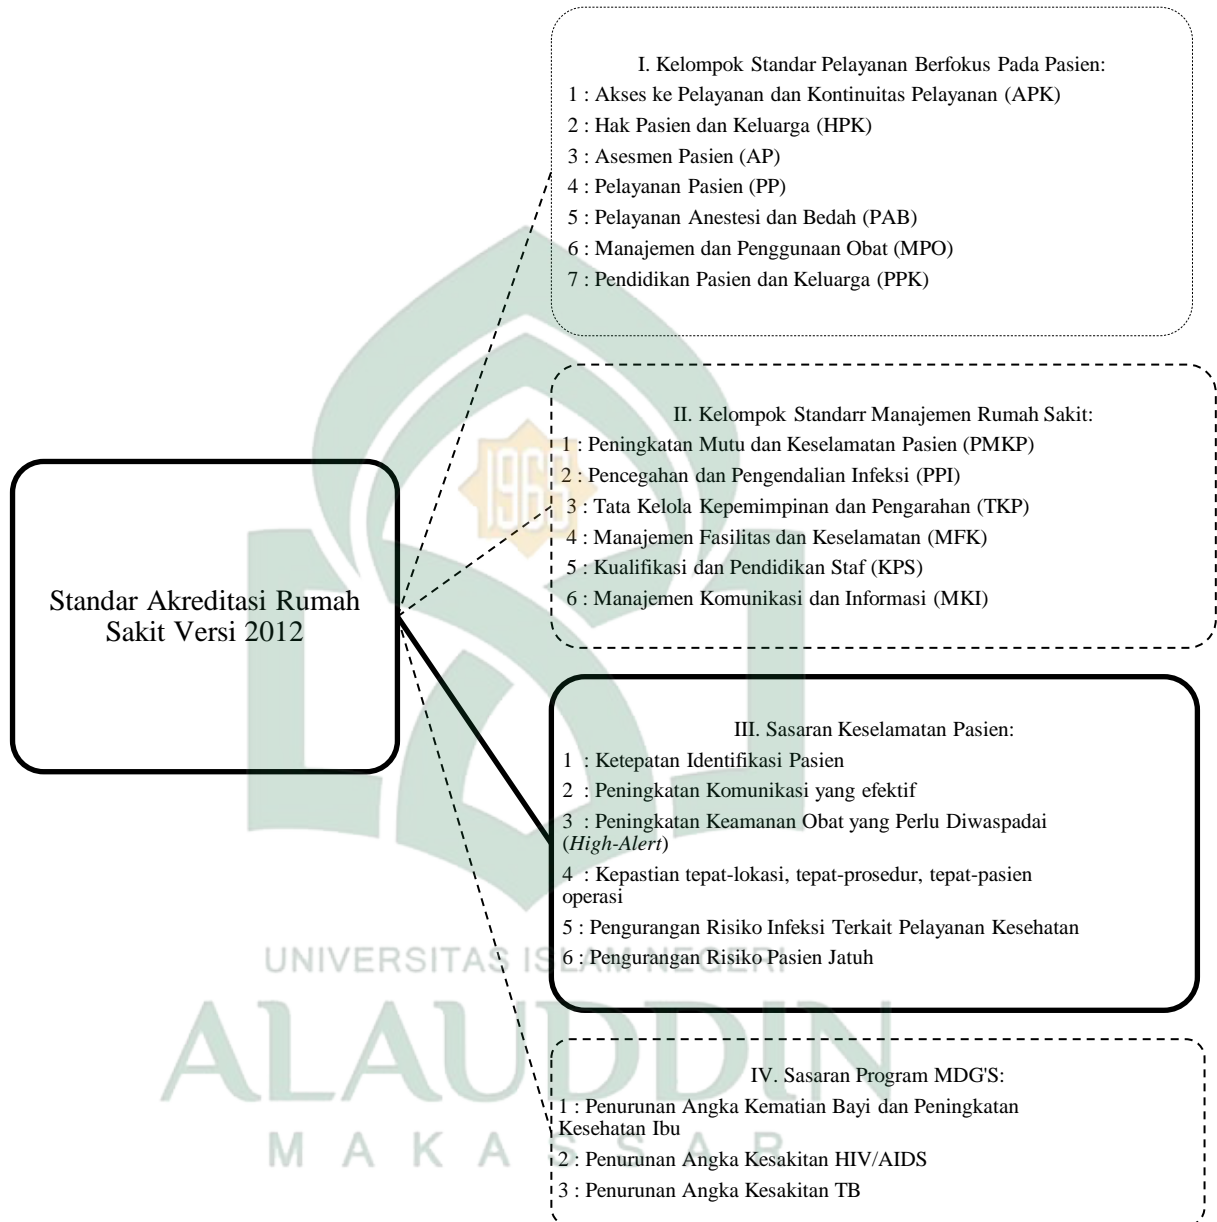 I. Kelompok Standar Pelayanan Berfokus Pada Pasien:
1 : Akses ke Pelayanan dan Kontinuitas Pelayanan (APK)
2 : Hak Pasien dan Keluarga (HPK)
3 : Asesmen Pasien (AP)
4 : Pelayanan Pasien (PP)
5 : Pelayanan Anestesi dan Bedah (PAB)
6 : Manajemen dan Penggunaan Obat (MPO)
7 : Pendidikan Pasien dan Keluarga (PPK)
II. Kelompok Standarr Manajemen Rumah Sakit:
1 : Peningkatan Mutu dan Keselamatan Pasien (PMKP)
2 : Pencegahan dan Pengendalian Infeksi (PPI)
3 : Tata Kelola Kepemimpinan dan Pengarahan (TKP)
4 : Manajemen Fasilitas dan Keselamatan (MFK)
5 : Kualifikasi dan Pendidikan Staf (KPS)
6 : Manajemen Komunikasi dan Informasi (MKI)
1965
Standar Akreditasi Rumah
Sakit Versi 2012
III. Sasaran Keselamatan Pasien:
1 : Ketepatan Identifikasi Pasien
2 : Peningkatan Komunikasi yang efektif
3 : Peningkatan Keamanan Obat yang Perlu Diwaspadai
(High-Alert)
4 : Kepastian tepat-lokasi, tepat-prosedur, tepat-pasien
operasi
5 : Pengurangan Risiko Infeksi Terkait Pelayanan Kesehatan
6 : Pengurangan Risiko Pasien Jatuh
IV. Sasaran Program MDG'S:
1 : Penurunan Angka Kematian Bayi dan Peningkatan
Kesehatan Ibu
2 : Penurunan Angka Kesakitan HIV/AIDS
3 : Penurunan Angka Kesakitan TB
UNIVERSITAS ISLAM NEGERI
ALAUDDIN
MAKASSAR